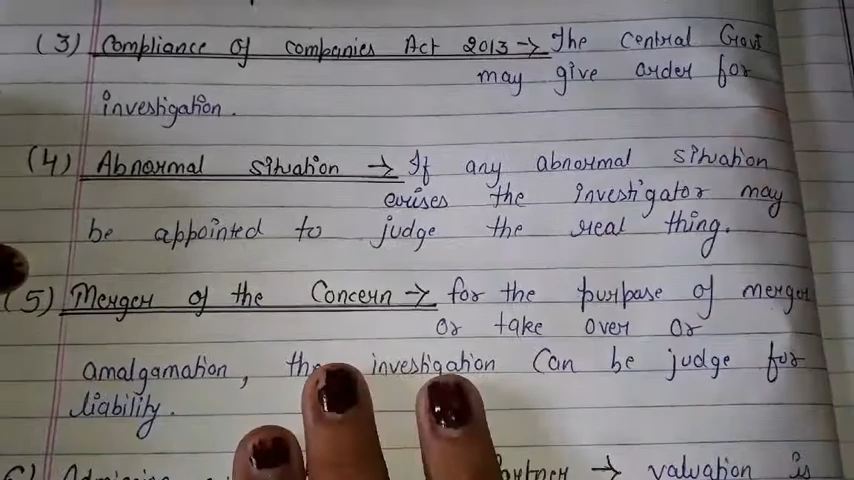 (3) Compliance of companies Act 2013 → The central Govt
may give order for
investigation.
(4) Abnormal situation → If any abnormal situation
erises the investigator may
be appointed to judge the real thing.
(5) Merger of the Concern → for the purpase of merger
or take over or
amalgamation, the investigation can be judge for
liability.
→ valuation is